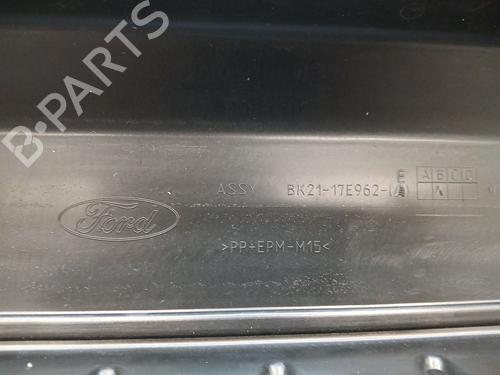 B-PARTS
ASSY BK21-17E962-(A) E A B C D
Ford
>PP+EPM-M15<